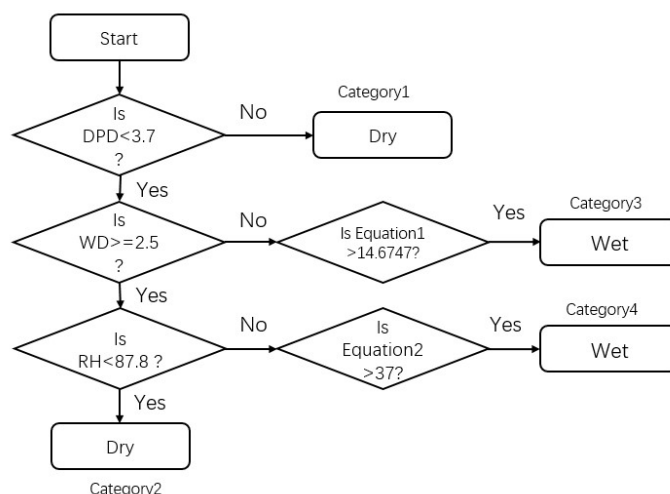 Start
Is
DPD<3.7
?
No
Category1
Dry
Yes
Is
WD>=2.5
?
No
Is Equation1
>14.6747?
Yes
Category3
Wet
Yes
Is
RH<87.8 ?
No
Is
Equation2
>37?
Yes
Category4
Wet
Yes
Dry
Category2